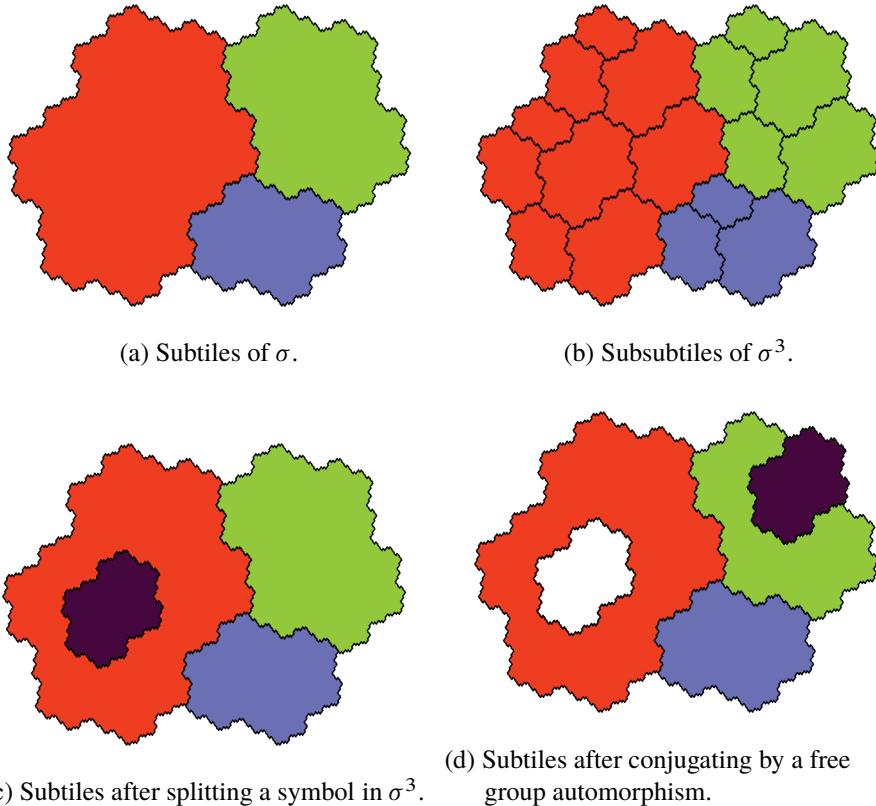 (a) Subtiles of σ.
(b) Subsubtiles of σ³.
c) Subtiles after splitting a symbol in σ³.
(d) Subtiles after conjugating by a free
group automorphism.